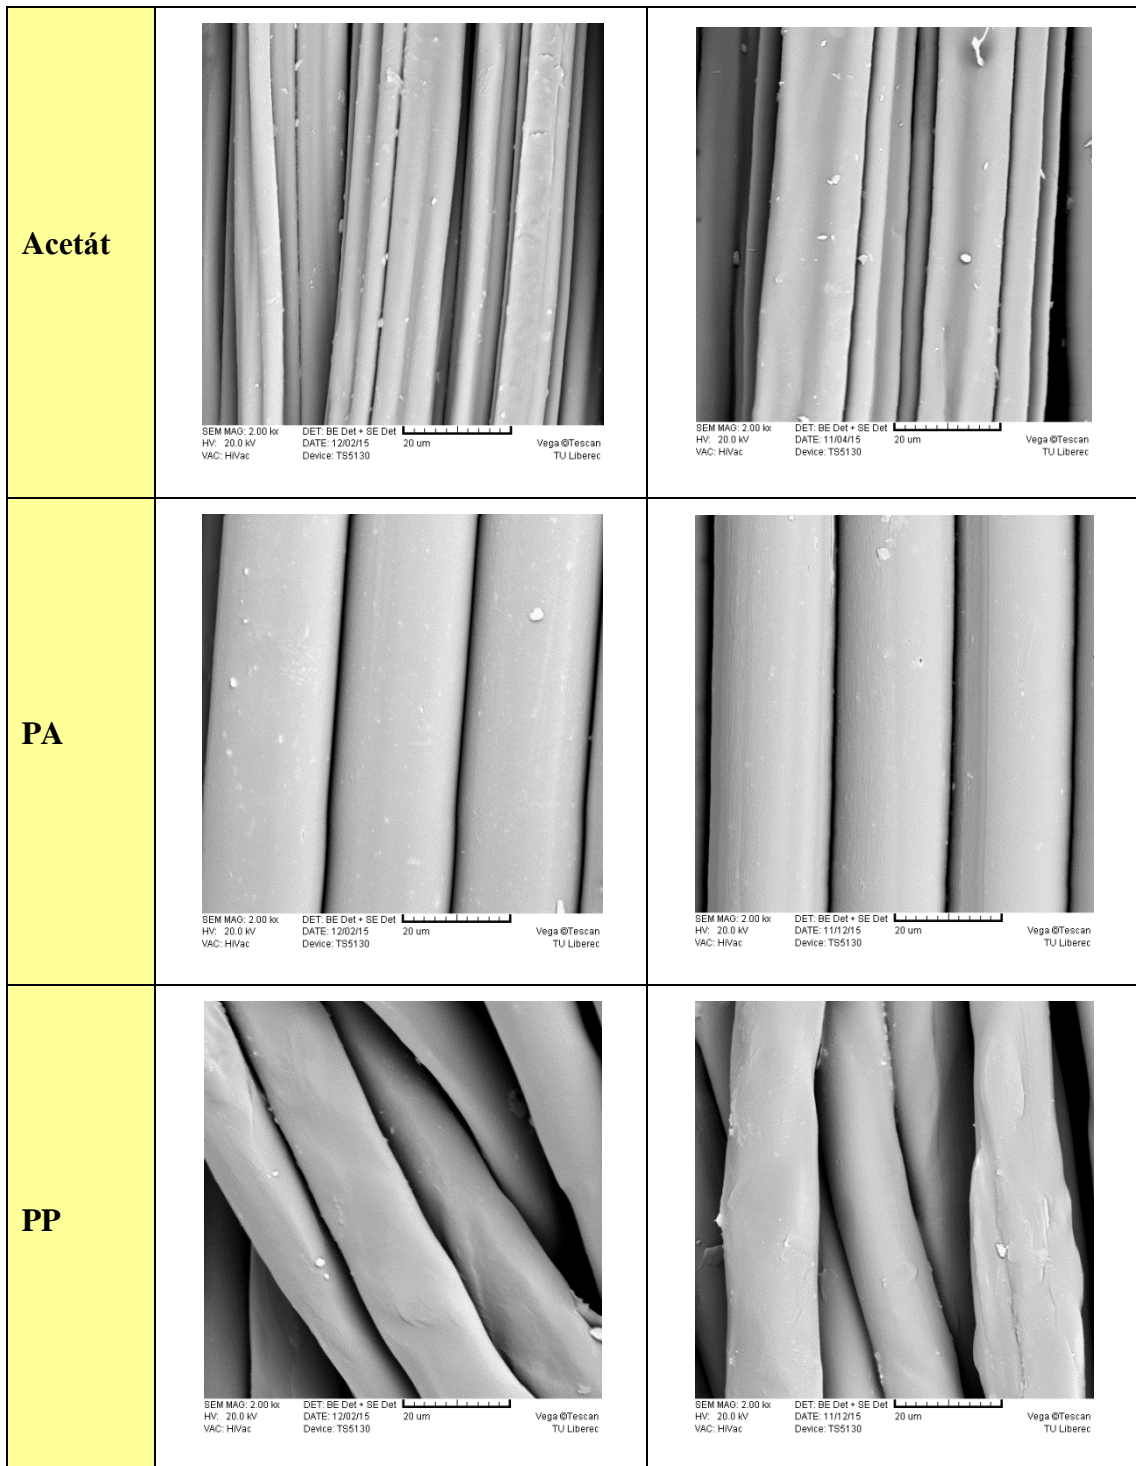 Acetát
SEM MAG: 2.00 kx DET: BE Det + SE Det
HV: 20.0 kV DATE: 12/02/15 20 um Vega ©Tescan
VAC: HiVac Device: TS5130 TU Liberec
SEM MAG: 2.00 kx DET: BE Det + SE Det
HV: 20.0 kV DATE: 11/04/15 20 um Vega ©Tescan
VAC: HiVac Device: TS5130 TU Liberec
PA
SEM MAG: 2.00 kx DET: BE Det + SE Det
HV: 20.0 kV DATE: 12/02/15 20 um Vega ©Tescan
VAC: HiVac Device: TS5130 TU Liberec
SEM MAG: 2.00 kx DET: BE Det + SE Det
HV: 20.0 kV DATE: 11/12/15 20 um Vega ©Tescan
VAC: HiVac Device: TS5130 TU Liberec
PP
SEM MAG: 2.00 kx DET: BE Det + SE Det
HV: 20.0 kV DATE: 12/02/15 20 um Vega ©Tescan
VAC: HiVac Device: TS5130 TU Liberec
SEM MAG: 2.00 kx DET: BE Det + SE Det
HV: 20.0 kV DATE: 11/12/15 20 um Vega ©Tescan
VAC: HiVac Device: TS5130 TU Liberec